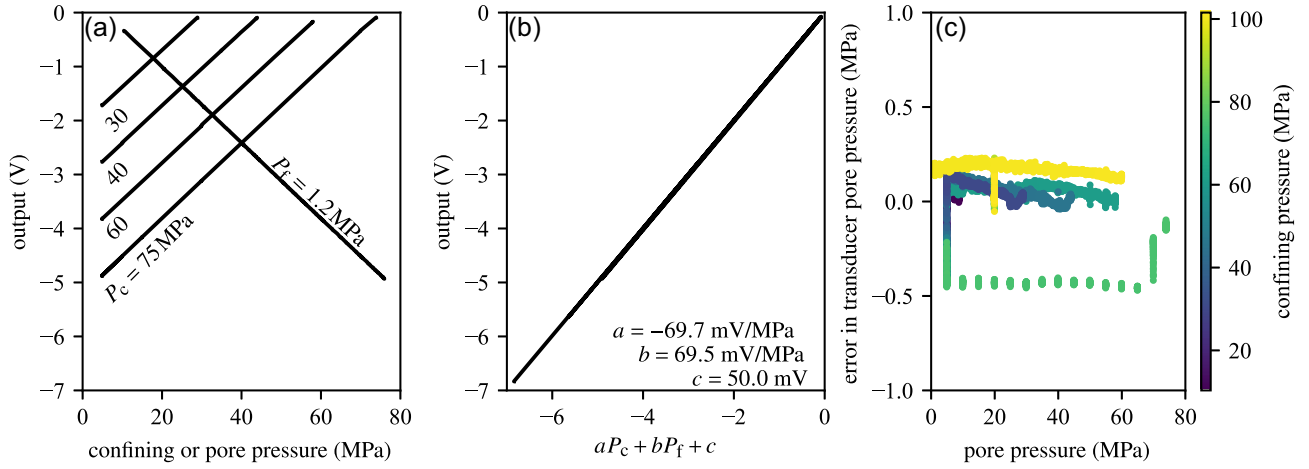 (a)
0
−1
−2
−3
−4
−5
−6
−7
output (V)
30
40
60
P_c = 75 MPa
P_f = 1.2 MPa
0 20 40 60 80
confining or pore pressure (MPa)
(b)
0
−1
−2
−3
−4
−5
−6
−7
output (V)
a = −69.7 mV/MPa
b = 69.5 mV/MPa
c = 50.0 mV
−6 −4 −2 0
aP_c + bP_f + c
(c)
1.0
0.5
0.0
−0.5
−1.0
error in transducer pore pressure (MPa)
0 20 40 60 80
pore pressure (MPa)
100
80
60
40
20
confining pressure (MPa)